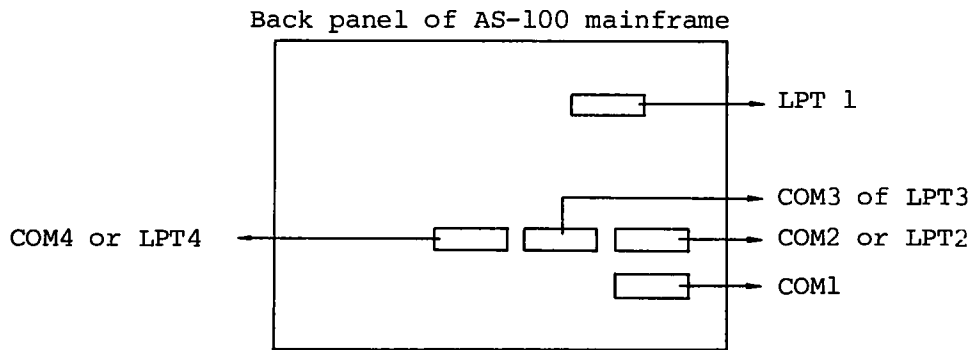 Back panel of AS-100 mainframe
LPT 1
COM3 of LPT3
COM4 or LPT4
COM2 or LPT2
COM1